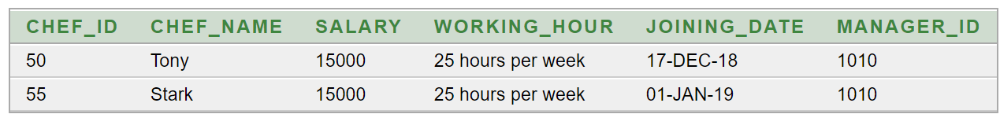 CHEF_ID CHEF_NAME SALARY WORKING_HOUR JOINING_DATE MANAGER_ID
50 Tony 15000 25 hours per week 17-DEC-18 1010
55 Stark 15000 25 hours per week 01-JAN-19 1010